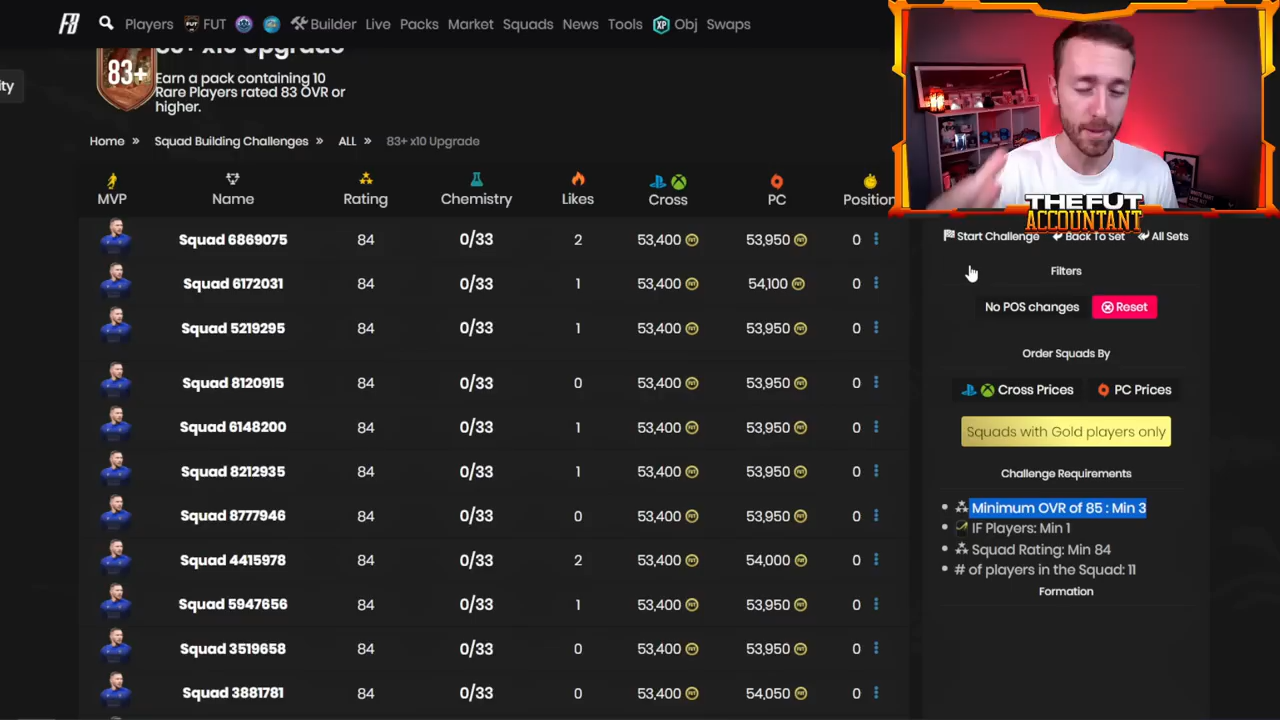 F8 Players FUT Builder Live Packs Market Squads News Tools XP Obj Swaps
83+ x10 Upgrade
83+
Earn a pack containing 10
Rare Players rated 83 OVR or
higher.
ty
Home » Squad Building Challenges » ALL » 83+ x10 Upgrade
MVP Name Rating Chemistry Likes Cross PC Position
Squad 6869075 84 0/33 2 53,400 53,950 0
Squad 6172031 84 0/33 1 53,400 54,100 0
Squad 5219295 84 0/33 1 53,400 53,950 0
Squad 8120915 84 0/33 0 53,400 53,950 0
Squad 6148200 84 0/33 1 53,400 53,950 0
Squad 8212935 84 0/33 1 53,400 53,950 0
Squad 8777946 84 0/33 0 53,400 53,950 0
Squad 4415978 84 0/33 2 53,400 54,000 0
Squad 5947656 84 0/33 1 53,400 53,950 0
Squad 3519658 84 0/33 0 53,400 53,950 0
Squad 3881781 84 0/33 0 53,400 54,050 0
THE FUT
ACCOUNTANT
Start Challenge Back To Set All Sets
Filters
No POS changes Reset
Order Squads By
Cross Prices PC Prices
Squads with Gold players only
Challenge Requirements
Minimum OVR of 85 : Min 3
IF Players: Min 1
Squad Rating: Min 84
# of players in the Squad: 11
Formation